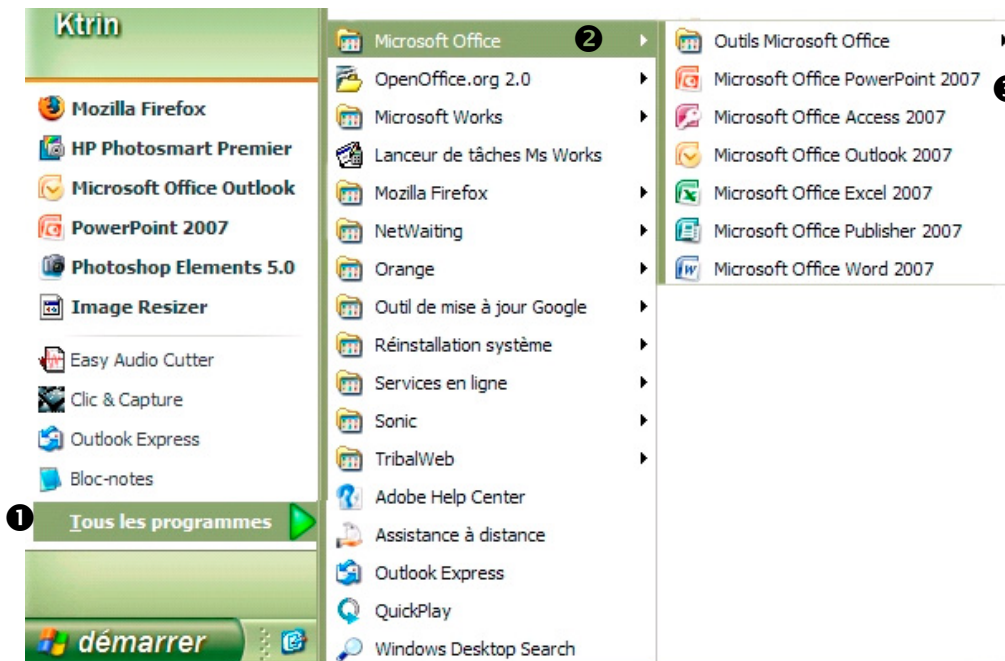 Ktrin
Mozilla Firefox
HP Photosmart Premier
Microsoft Office Outlook
PowerPoint 2007
Photoshop Elements 5.0
Image Resizer
Easy Audio Cutter
Clic & Capture
Outlook Express
Bloc-notes
❶ Tous les programmes
démarrer
Microsoft Office ❷
OpenOffice.org 2.0
Microsoft Works
Lanceur de tâches Ms Works
Mozilla Firefox
NetWaiting
Orange
Outil de mise à jour Google
Réinstallation système
Services en ligne
Sonic
TribalWeb
Adobe Help Center
Assistance à distance
Outlook Express
QuickPlay
Windows Desktop Search
Outils Microsoft Office
Microsoft Office PowerPoint 2007 ❸
Microsoft Office Access 2007
Microsoft Office Outlook 2007
Microsoft Office Excel 2007
Microsoft Office Publisher 2007
Microsoft Office Word 2007